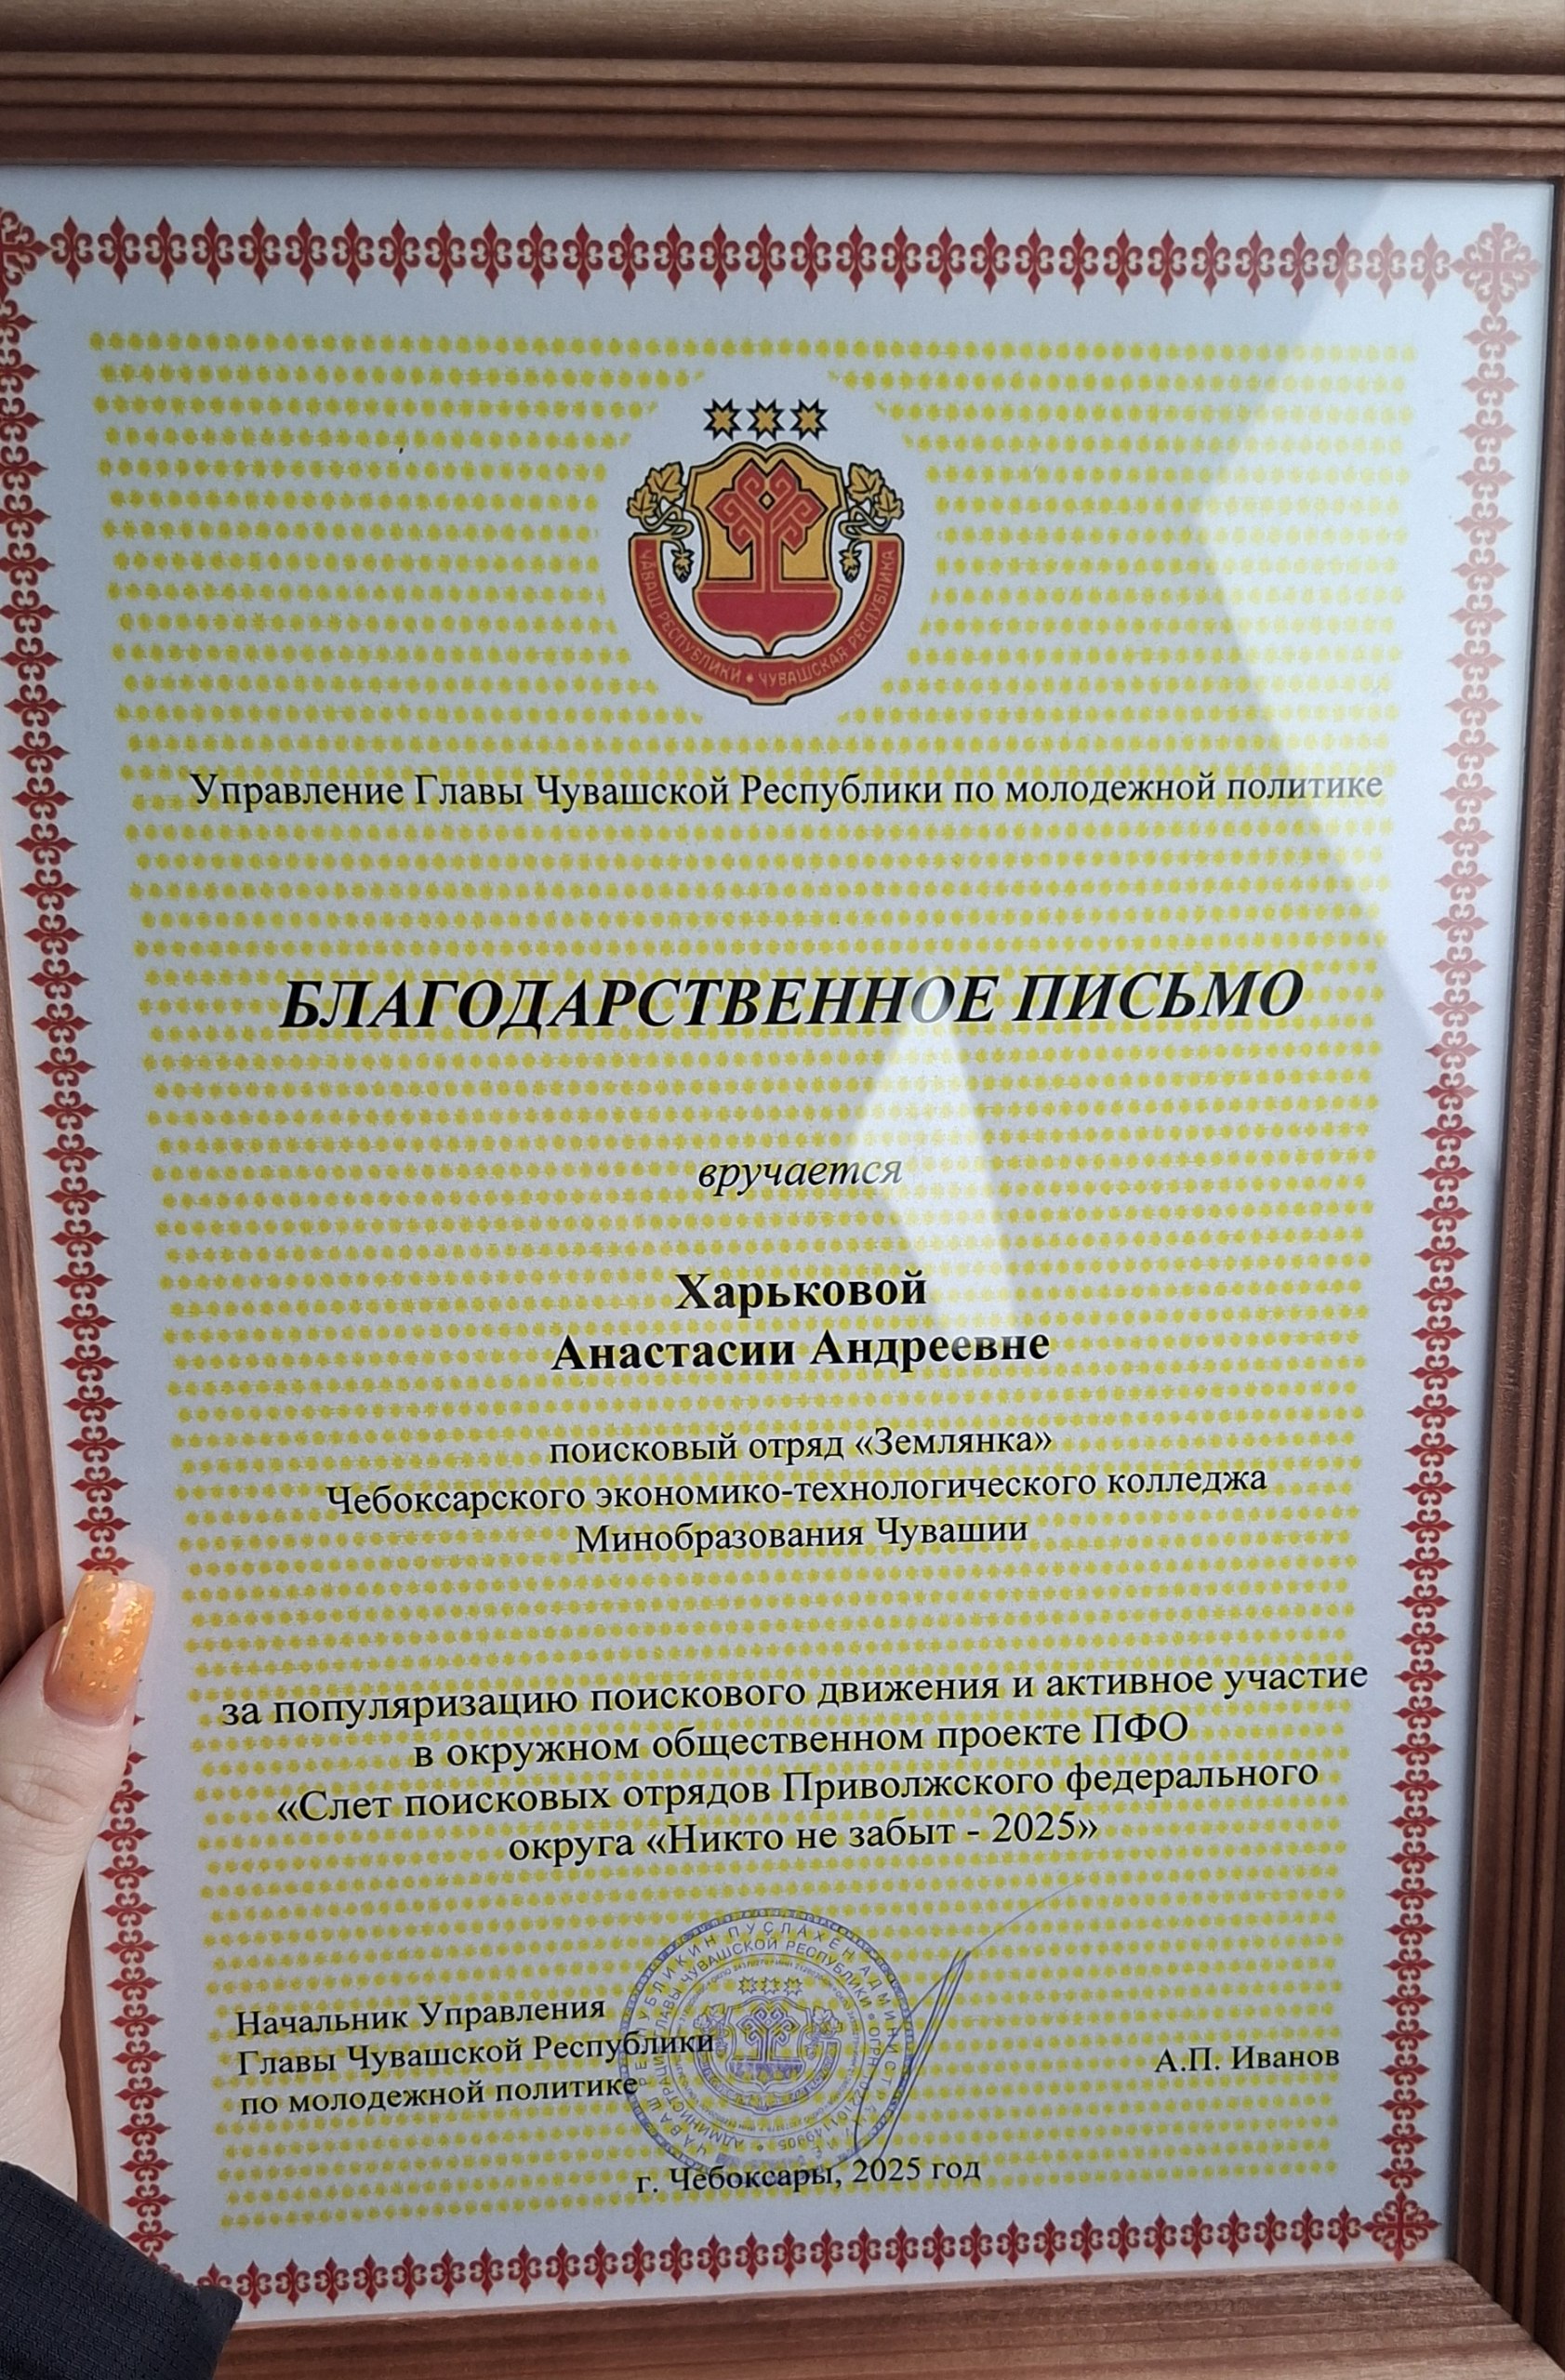 ЧӐВАШ РЕСПУБЛИКИ • ЧУВАШСКАЯ РЕСПУБЛИКА
Управление Главы Чувашской Республики по молодежной политике
БЛАГОДАРСТВЕННОЕ ПИСЬМО
вручается
Харьковой
Анастасии Андреевне
поисковый отряд «Землянка»
Чебоксарского экономико-технологического колледжа
Минобразования Чувашии
за популяризацию поискового движения и активное участие
в окружном общественном проекте ПФО
«Слет поисковых отрядов Приволжского федерального
округа «Никто не забыт - 2025»
Начальник Управления
Главы Чувашской Республики
по молодежной политике
А.П. Иванов
г. Чебоксары, 2025 год